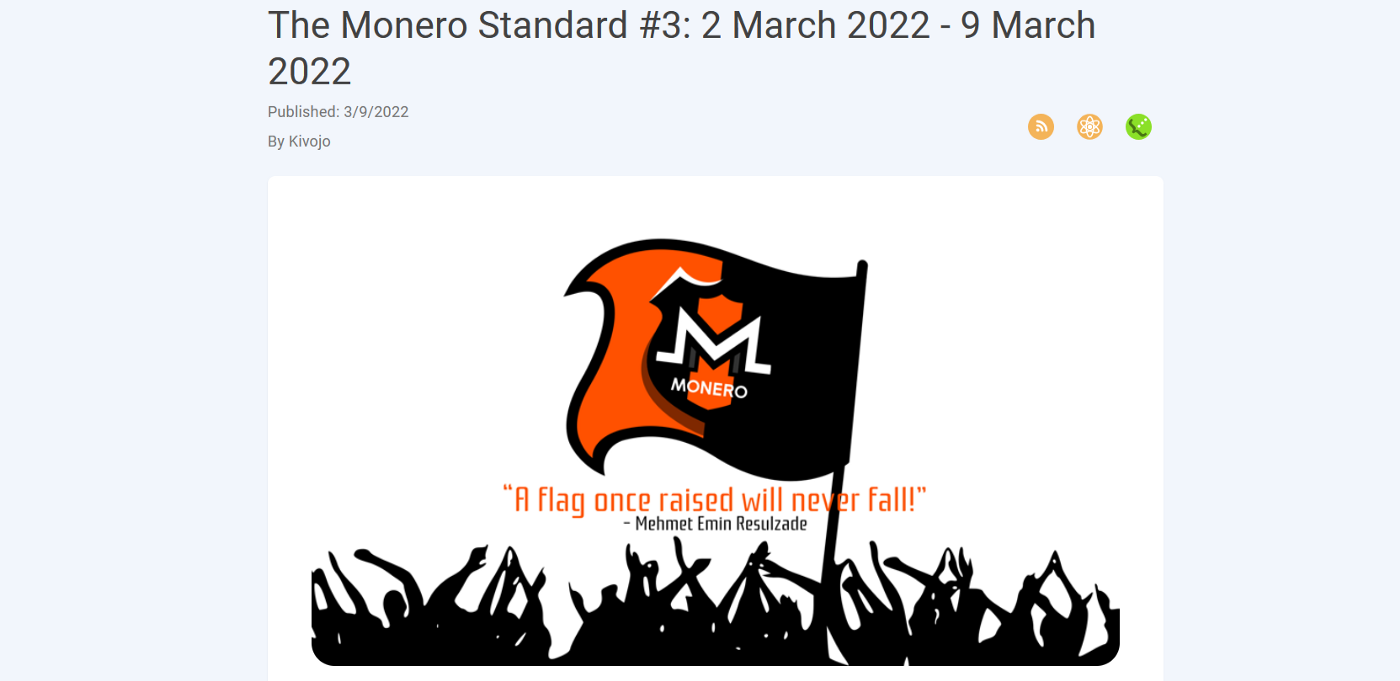 The Monero Standard #3: 2 March 2022 - 9 March
2022
Published: 3/9/2022
By Kivojo
MONERO
“A flag once raised will never fall!”
- Mehmet Emin Resulzade